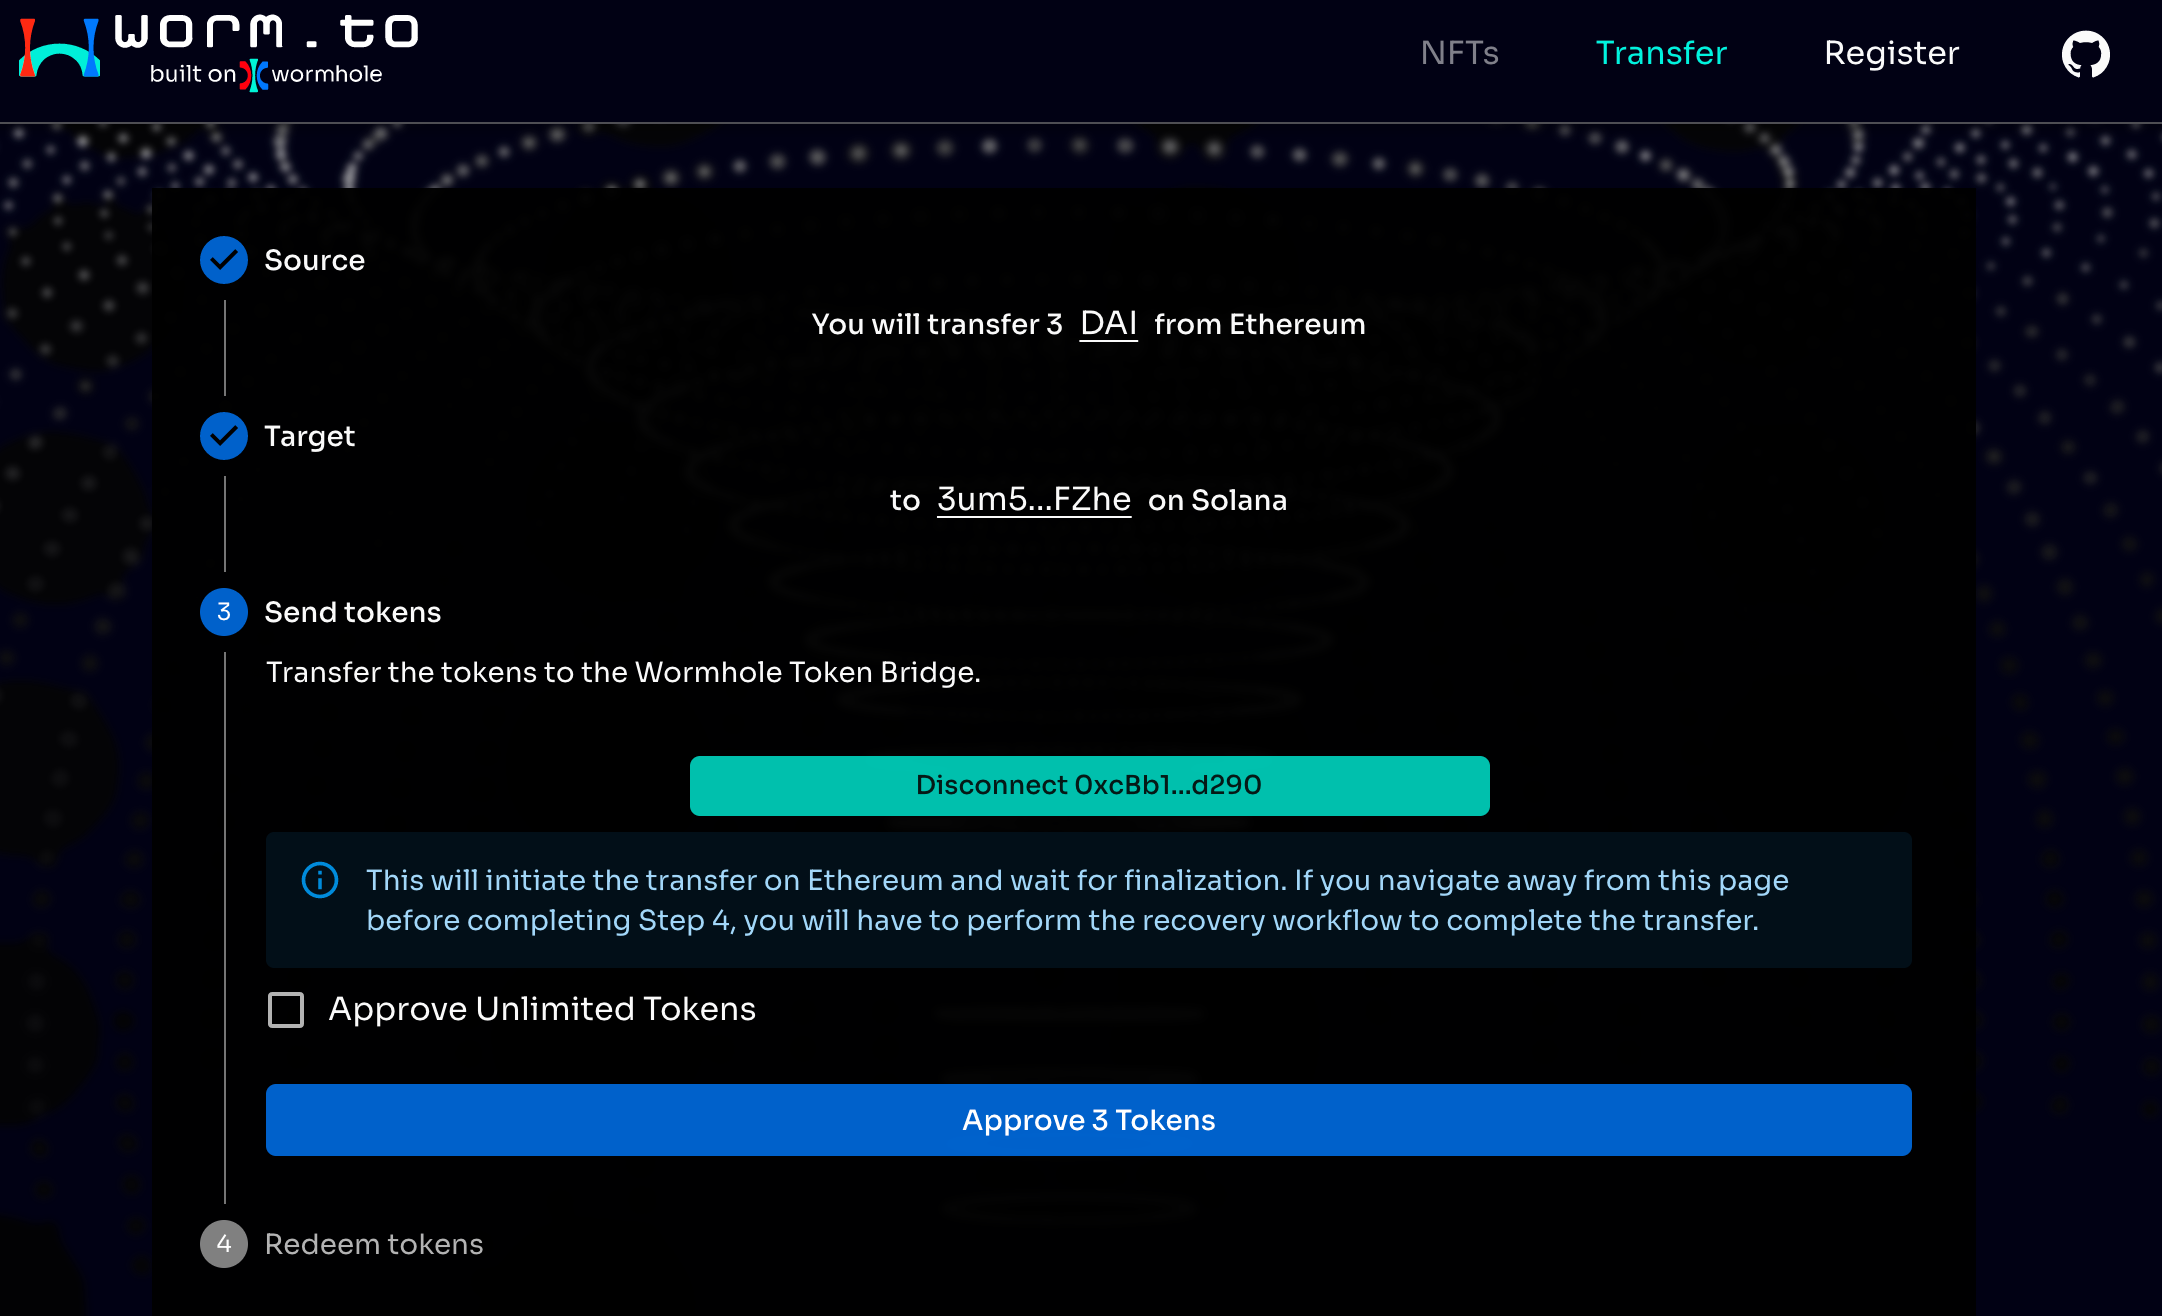 worm.to
built on wormhole
NFTs
Transfer
Register
Source
You will transfer 3 DAI from Ethereum
Target
to 3um5...FZhe on Solana
3 Send tokens
Transfer the tokens to the Wormhole Token Bridge.
Disconnect 0xcBb1...d290
This will initiate the transfer on Ethereum and wait for finalization. If you navigate away from this page
before completing Step 4, you will have to perform the recovery workflow to complete the transfer.
Approve Unlimited Tokens
Approve 3 Tokens
4 Redeem tokens